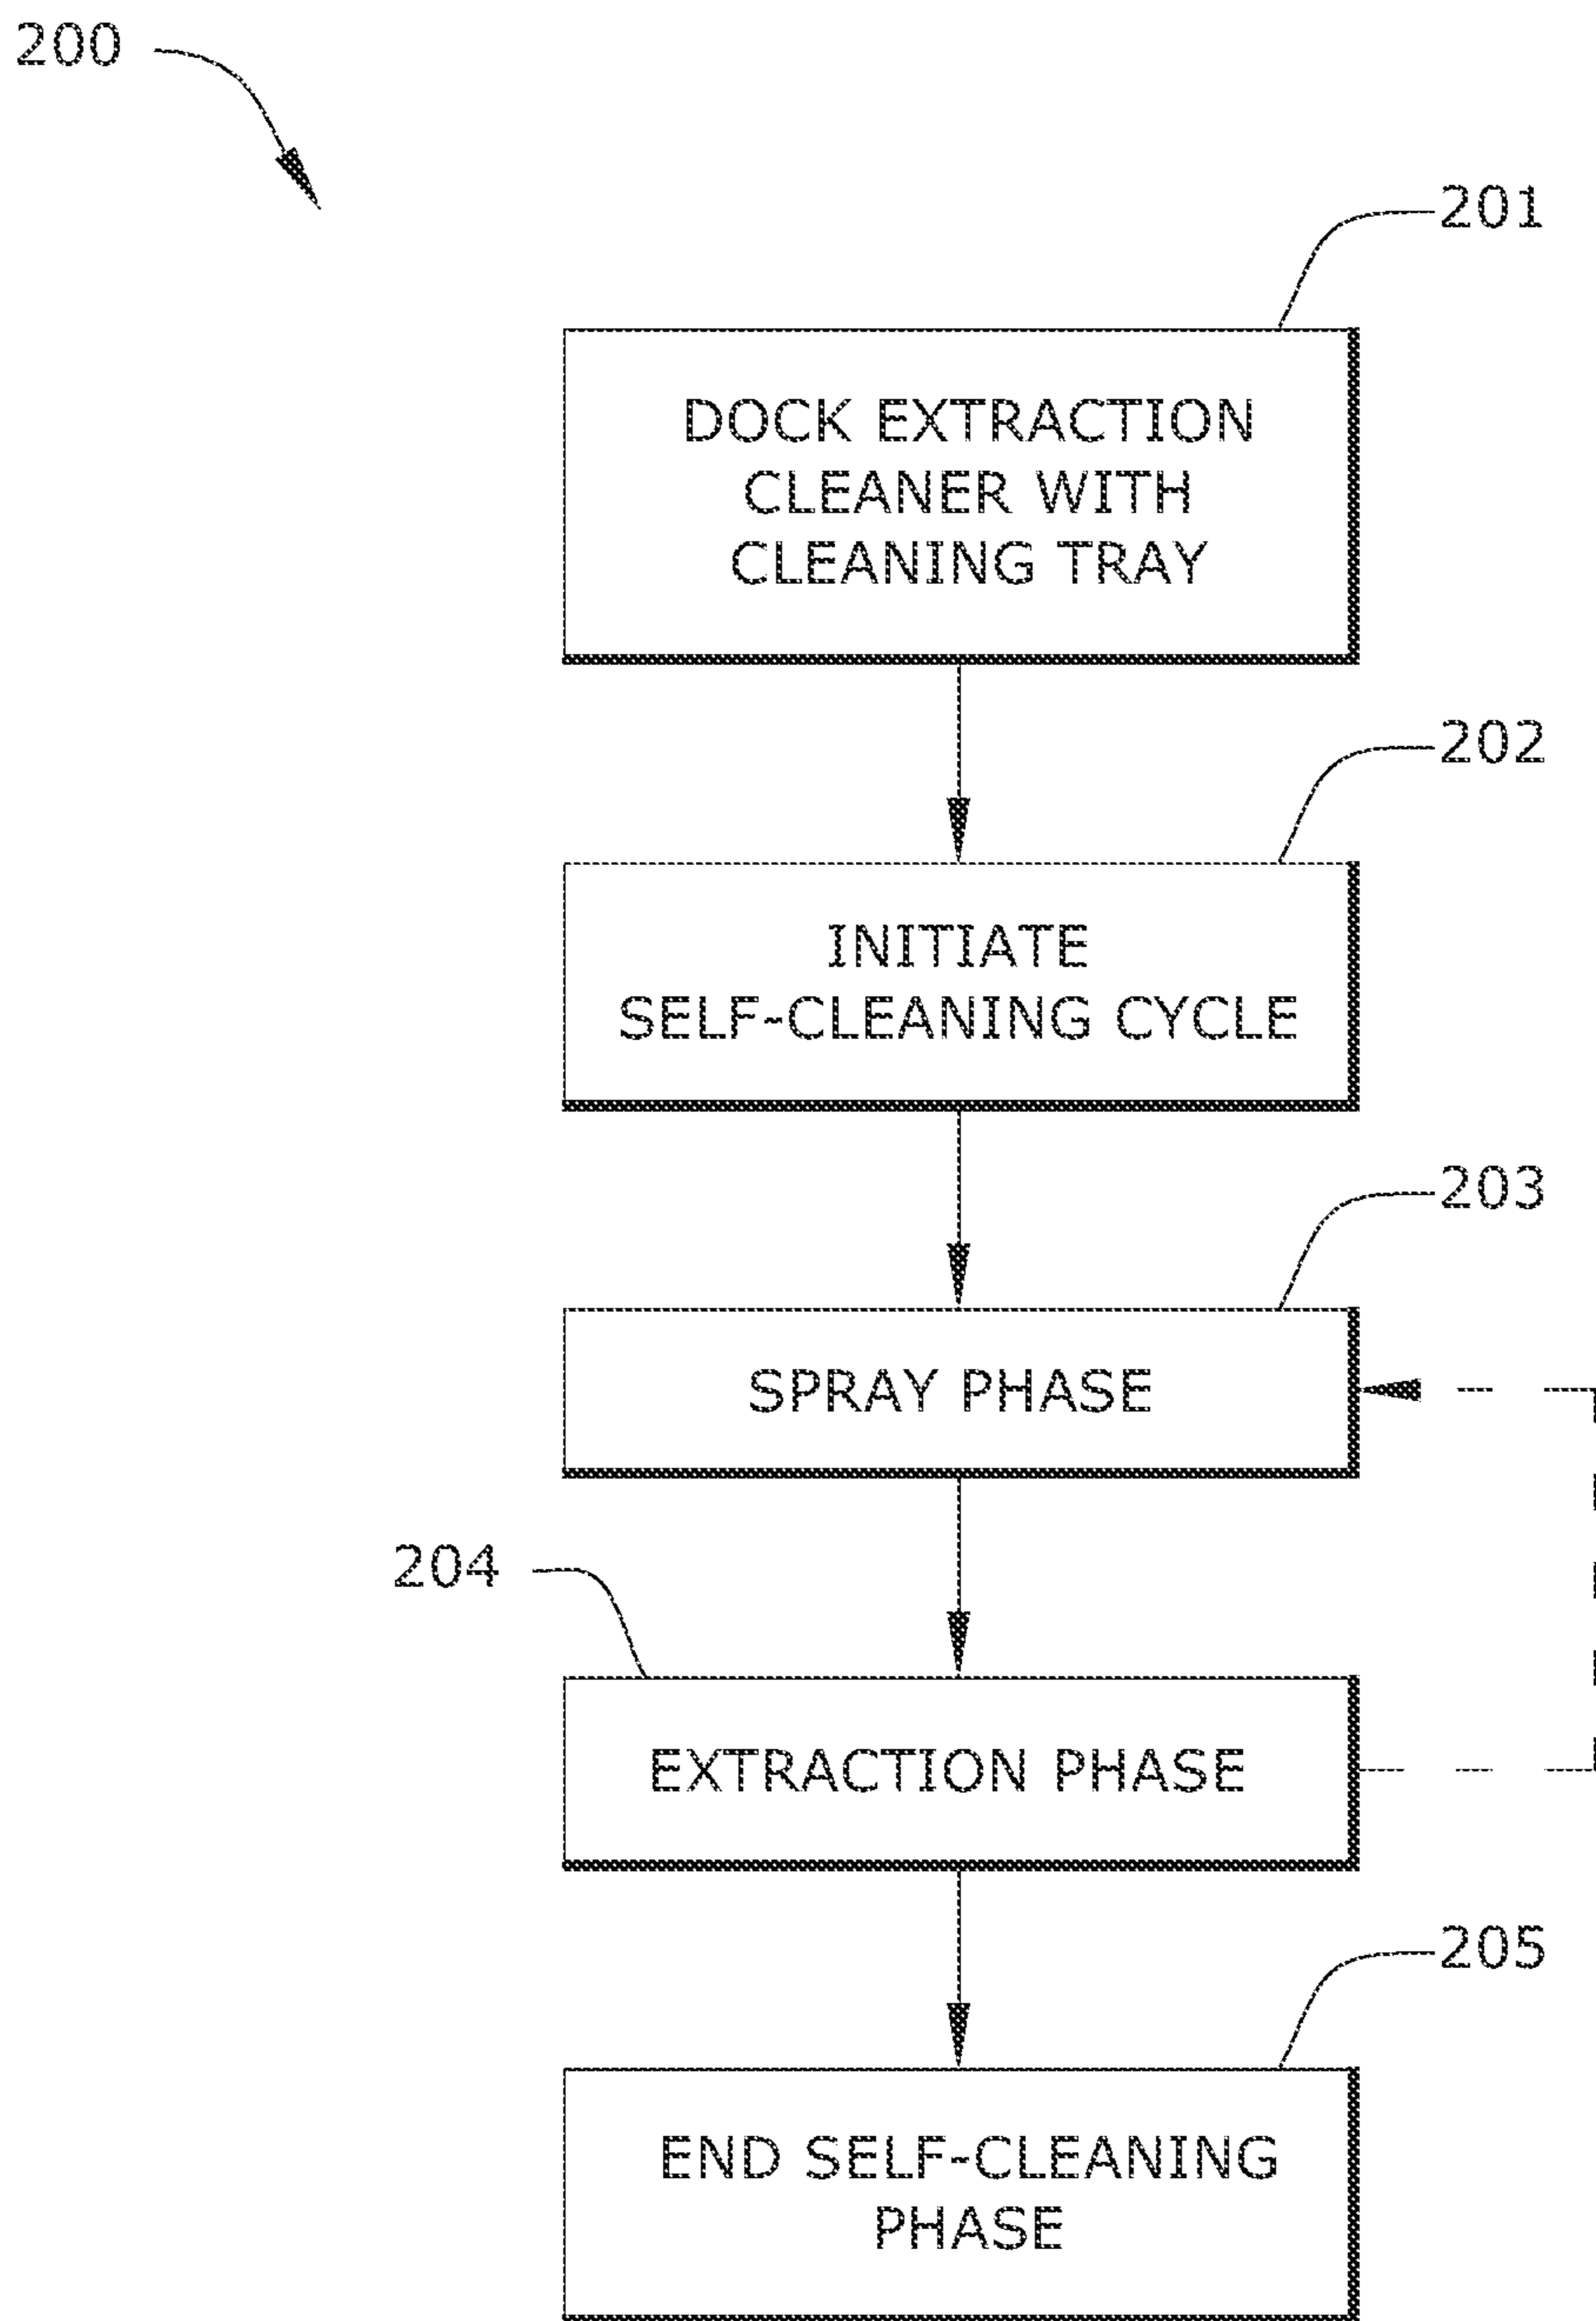 200
201
DOCK EXTRACTION
CLEANER WITH
CLEANING TRAY
202
INITIATE
SELF-CLEANING CYCLE
203
SPRAY PHASE
204
EXTRACTION PHASE
205
END SELF-CLEANING
PHASE